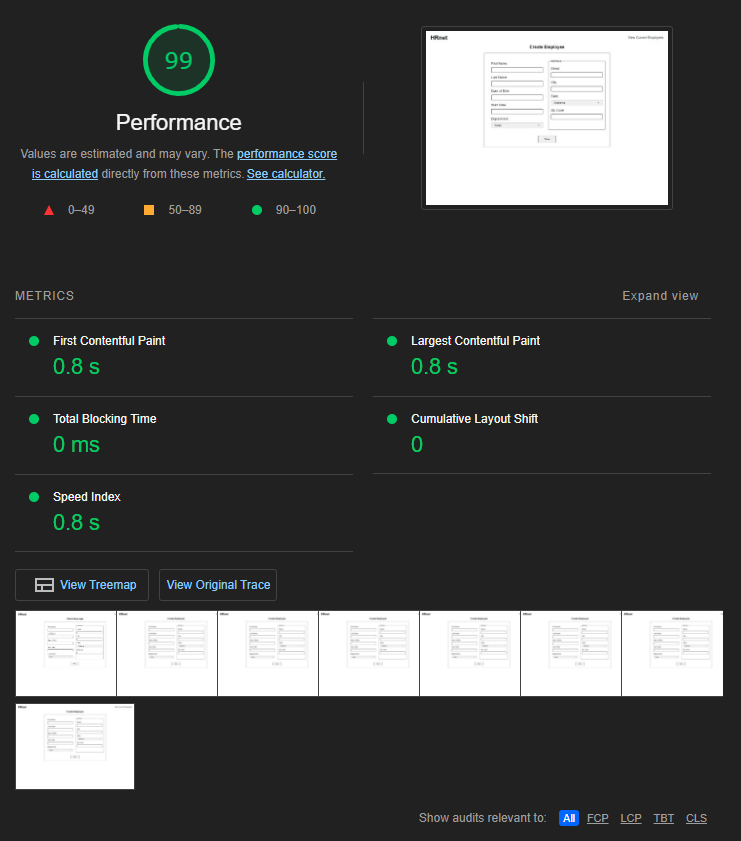 99
Performance
Values are estimated and may vary. The performance score
is calculated directly from these metrics. See calculator.
0–49
50–89
90–100
HRnet
View Current Employees
Create Employee
First Name
Last Name
Date of Birth
Start Date
Department
Street
City
State
Zip Code
METRICS
Expand view
First Contentful Paint
0.8 s
Largest Contentful Paint
0.8 s
Total Blocking Time
0 ms
Cumulative Layout Shift
0
Speed Index
0.8 s
View Treemap
View Original Trace
Show audits relevant to: All FCP LCP TBT CLS